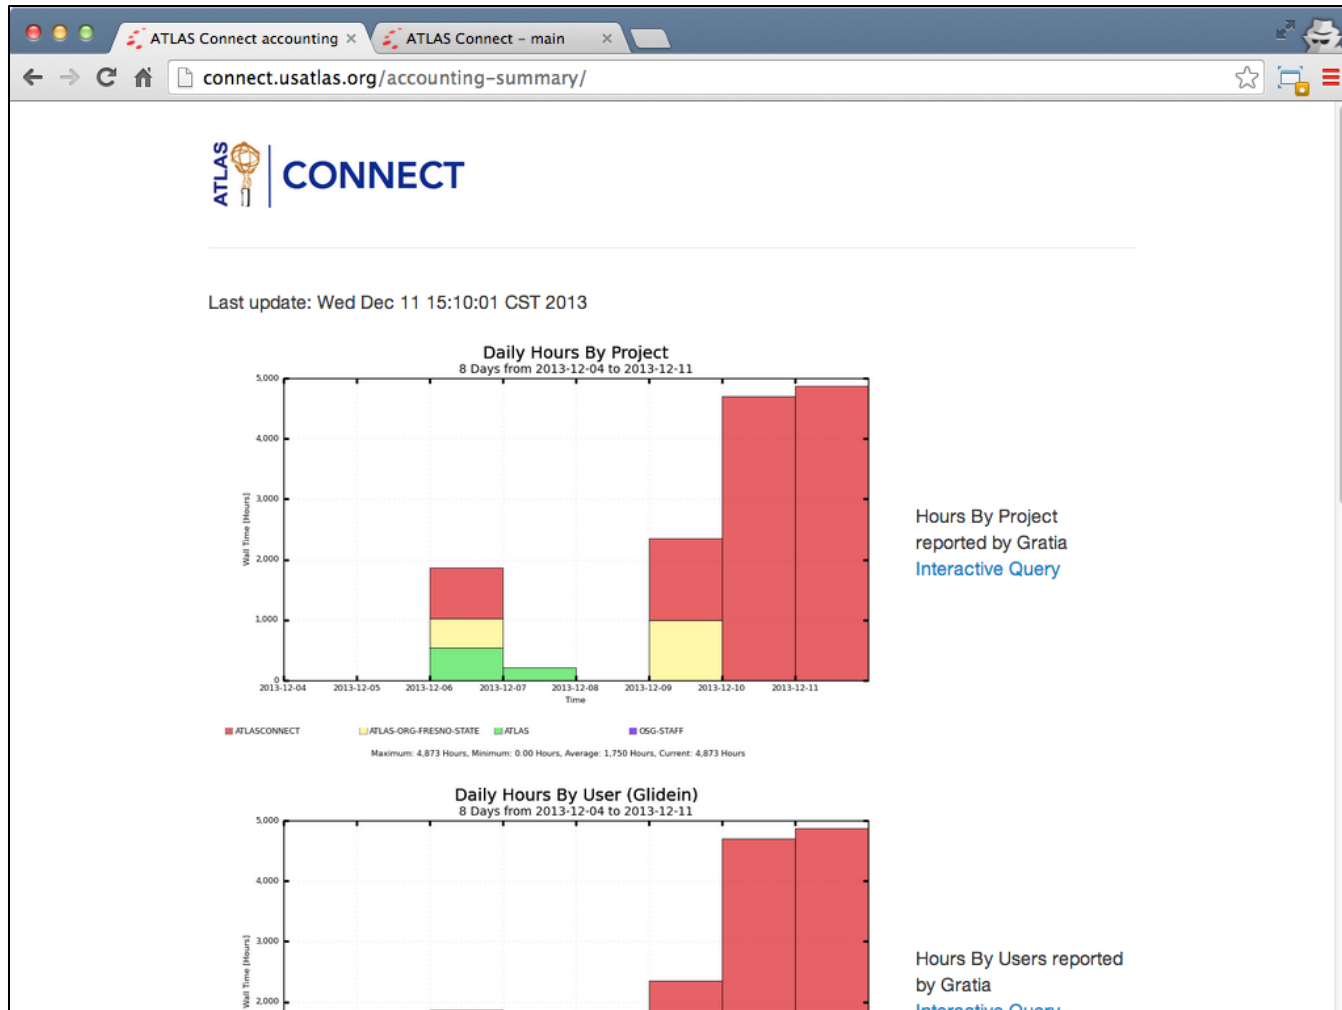 ATLAS Connect accounting
ATLAS Connect – main
connect.usatlas.org/accounting-summary/
ATLAS
CONNECT
Last update: Wed Dec 11 15:10:01 CST 2013
Daily Hours By Project
8 Days from 2013-12-04 to 2013-12-11
5,000
4,000
3,000
2,000
1,000
0
Wall Time [Hours]
2013-12-04 2013-12-05 2013-12-06 2013-12-07 2013-12-08 2013-12-09 2013-12-10 2013-12-11
Time
ATLASCONNECT ATLAS-ORG-FRESNO-STATE ATLAS OSG-STAFF
Maximum: 4,873 Hours, Minimum: 0.00 Hours, Average: 1,750 Hours, Current: 4,873 Hours
Hours By Project
reported by Gratia
Interactive Query
Daily Hours By User (Glidein)
8 Days from 2013-12-04 to 2013-12-11
5,000
4,000
3,000
2,000
Wall Time [Hours]
Hours By Users reported
by Gratia
Interactive Query